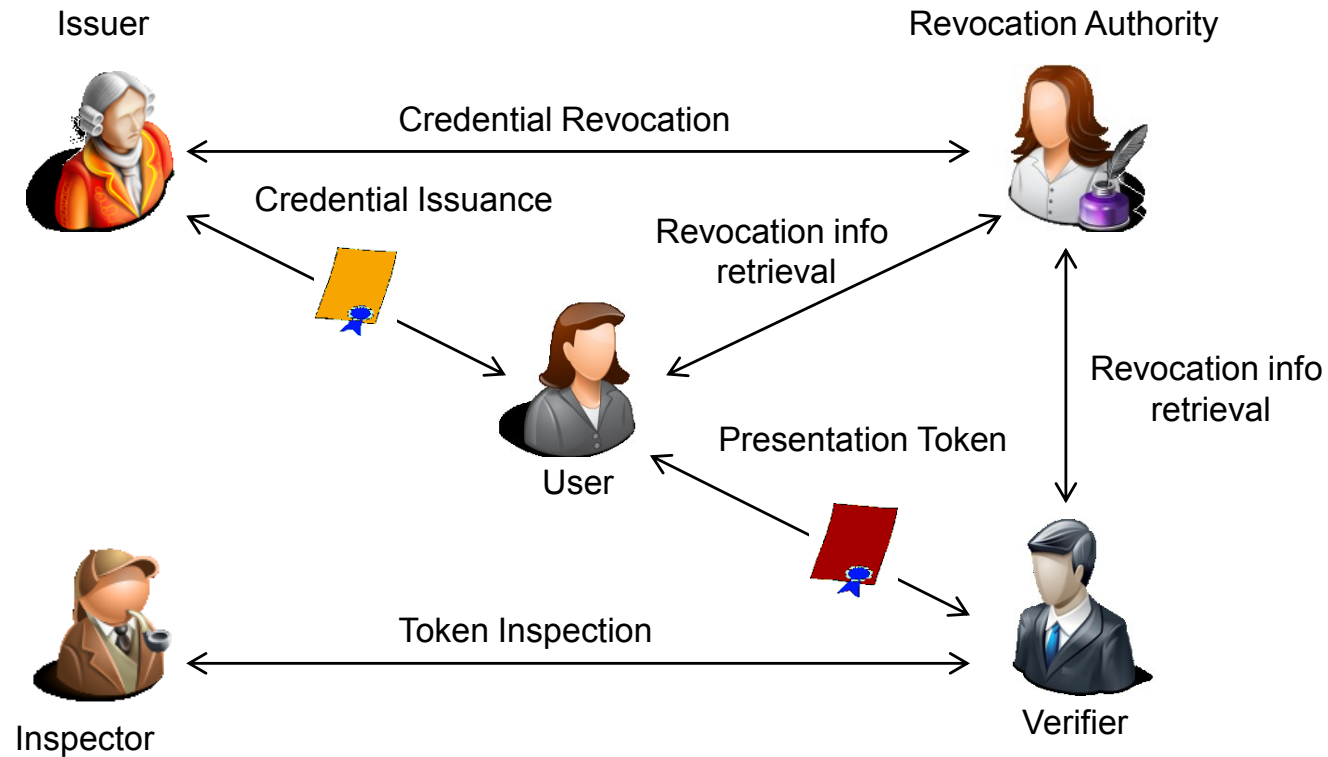 Issuer
Revocation Authority
Credential Revocation
Credential Issuance
Revocation info
retrieval
Revocation info
retrieval
Presentation Token
User
Token Inspection
Verifier
Inspector